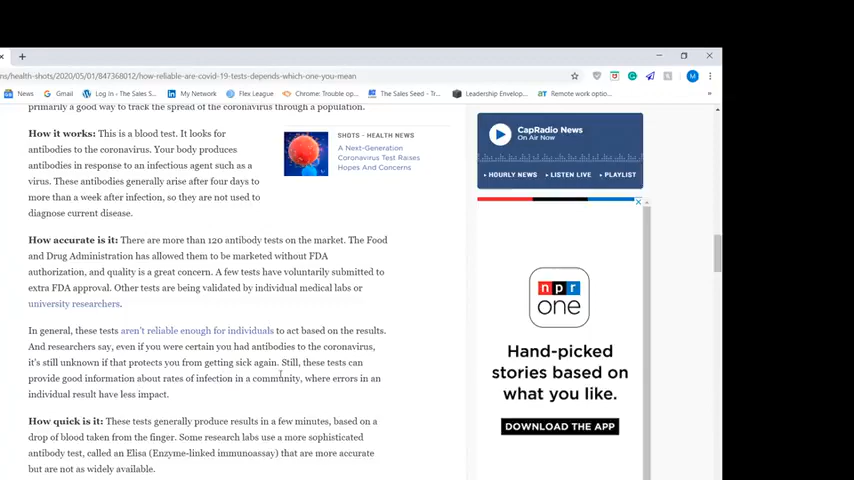 ns/health-shots/2020/05/01/847368012/how-reliable-are-covid-19-tests-depends-which-one-you-mean
M
News
Gmail
Log In - The Sales S...
My Network
Flex League
Chrome: Trouble op...
The Sales Seed - Tr...
Leadership Envelop...
Remote work optio...
primarily a good way to track the spread of the coronavirus through a population.
How it works: This is a blood test. It looks for
antibodies to the coronavirus. Your body produces
antibodies in response to an infectious agent such as a
virus. These antibodies generally arise after four days to
more than a week after infection, so they are not used to
diagnose current disease.
SHOTS - HEALTH NEWS
A Next-Generation
Coronavirus Test Raises
Hopes And Concerns
How accurate is it: There are more than 120 antibody tests on the market. The Food
and Drug Administration has allowed them to be marketed without FDA
authorization, and quality is a great concern. A few tests have voluntarily submitted to
extra FDA approval. Other tests are being validated by individual medical labs or
university researchers.
In general, these tests aren't reliable enough for individuals to act based on the results.
And researchers say, even if you were certain you had antibodies to the coronavirus,
it's still unknown if that protects you from getting sick again. Still, these tests can
provide good information about rates of infection in a community, where errors in an
individual result have less impact.
How quick is it: These tests generally produce results in a few minutes, based on a
drop of blood taken from the finger. Some research labs use a more sophisticated
antibody test, called an Elisa (Enzyme-linked immunoassay) that are more accurate
but are not as widely available.
CapRadio News
On Air Now
HOURLY NEWS
LISTEN LIVE
PLAYLIST
npr
one
Hand-picked
stories based on
what you like.
DOWNLOAD THE APP